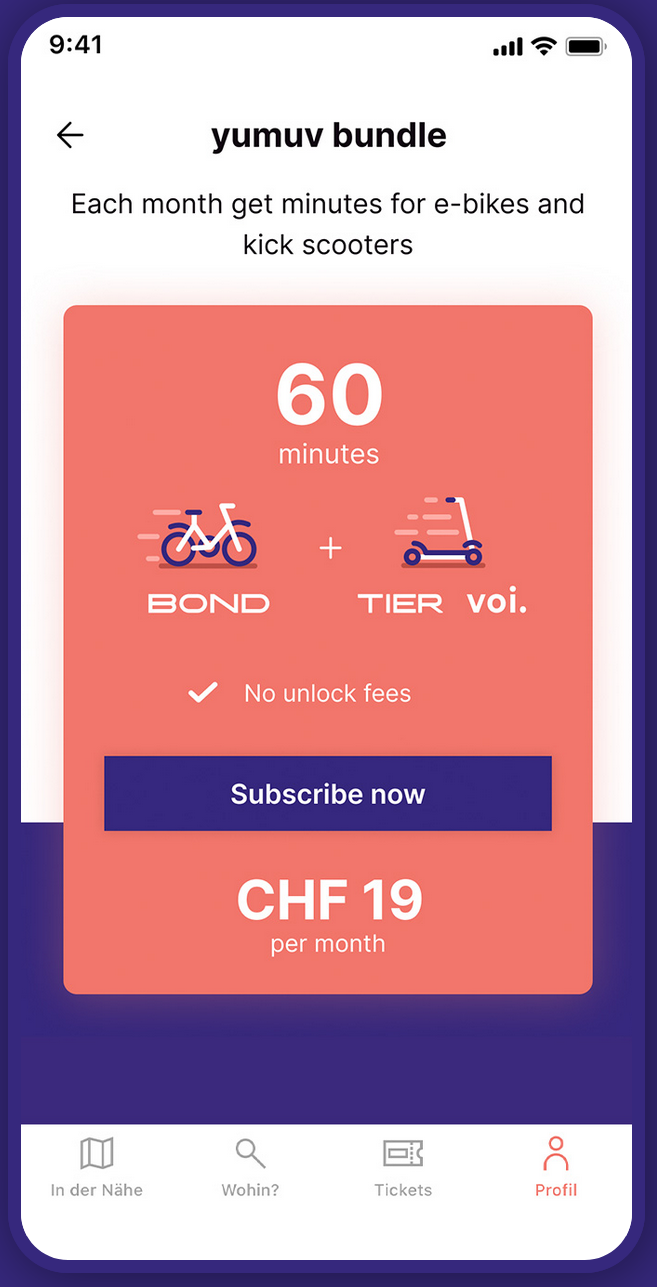 9:41
yumuv bundle
Each month get minutes for e-bikes and
kick scooters
60
minutes
+
BOND TIER voi.
No unlock fees
Subscribe now
CHF 19
per month
In der Nähe Wohin? Tickets Profil